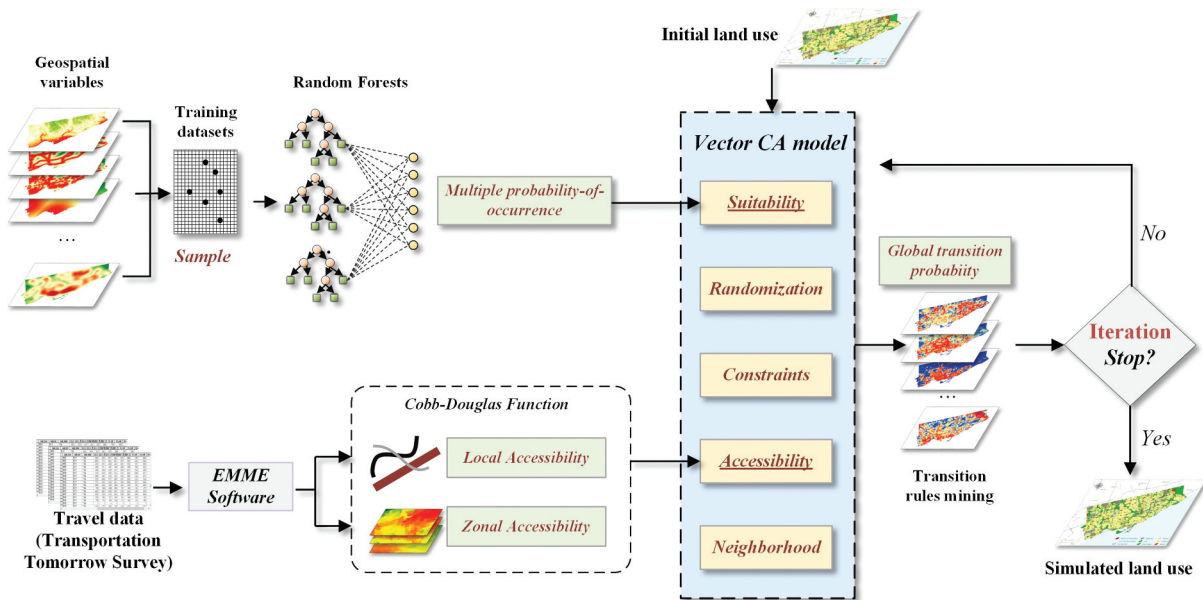 Geospatial
variables
...
Training
datasets
Sample
Random Forests
Multiple probability-of-
occurrence
Travel data
(Transportation
Tomorrow Survey)
EMME
Software
Cobb-Douglas Function
Local Accessibility
Zonal Accessibility
Initial land use
Vector CA model
Suitability
Randomization
Constraints
Accessibility
Neighborhood
Global transition
probabiity
...
Transition
rules mining
No
Iteration
Stop?
Yes
Simulated land use